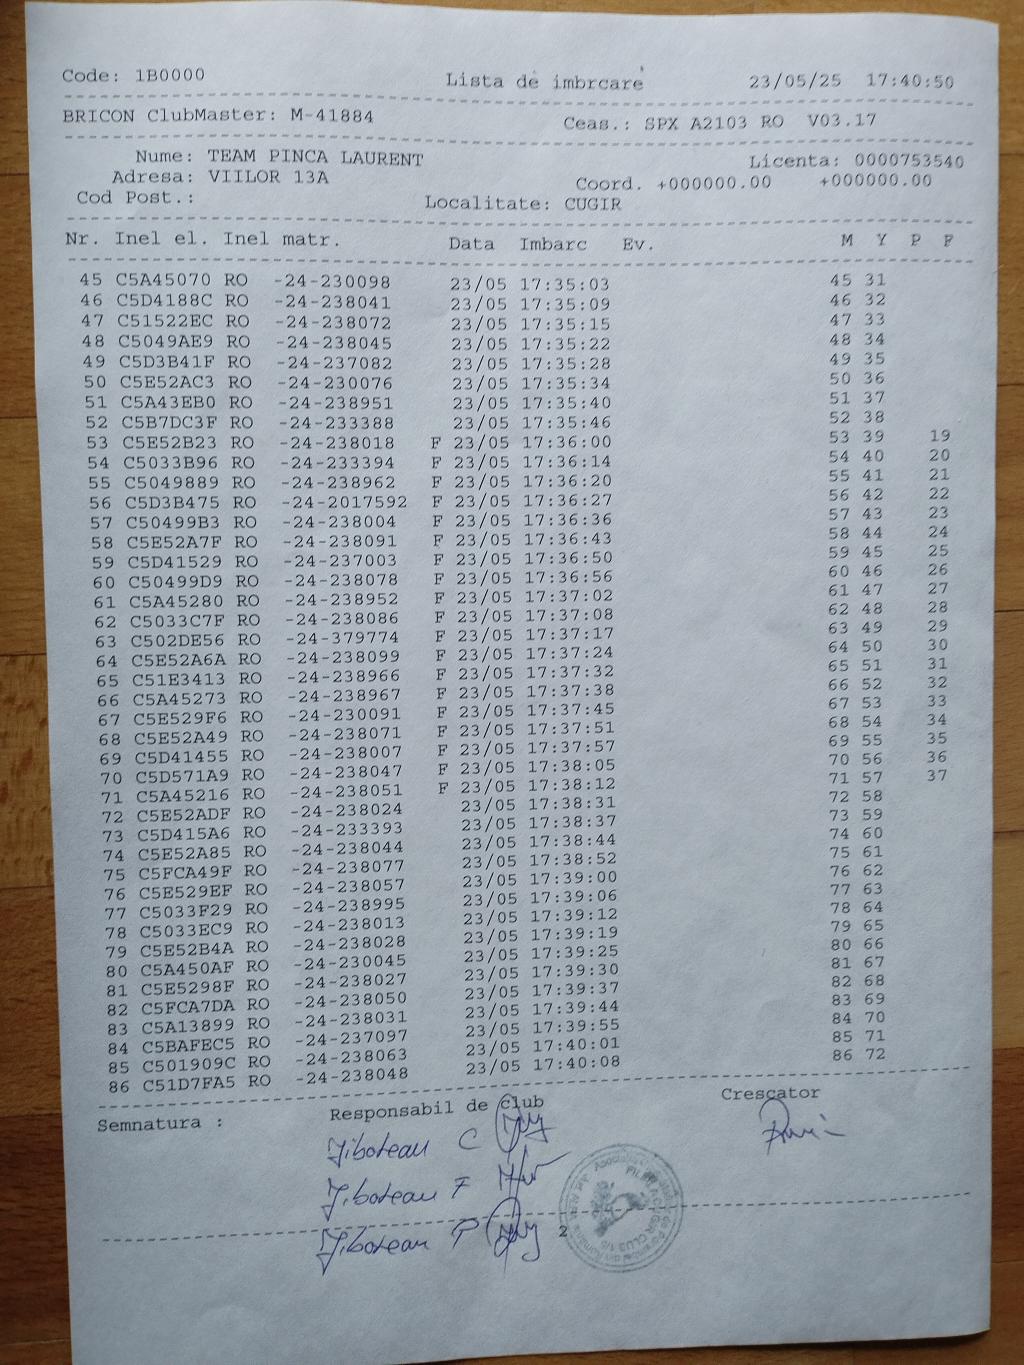 Code: 1B0000 Lista de imbrcare 23/05/25 17:40:50
BRICON ClubMaster: M-41884 Ceas.: SPX A2103 RO V03.17
Nume: TEAM PINCA LAURENT Licenta: 0000753540
Adresa: VIILOR 13A Coord. +000000.00 +000000.00
Cod Post.: Localitate: CUGIR
Nr. Inel el. Inel matr. Data Imbarc Ev. M Y P F
45 C5A45070 RO -24-230098 23/05 17:35:03 45 31
46 C5D4188C RO -24-238041 23/05 17:35:09 46 32
47 C51522EC RO -24-238072 23/05 17:35:15 47 33
48 C5049AE9 RO -24-238045 23/05 17:35:22 48 34
49 C5D3B41F RO -24-237082 23/05 17:35:28 49 35
50 C5E52AC3 RO -24-230076 23/05 17:35:34 50 36
51 C5A43EB0 RO -24-238951 23/05 17:35:40 51 37
52 C5B7DC3F RO -24-233388 23/05 17:35:46 52 38
53 C5E52B23 RO -24-238018 F 23/05 17:36:00 53 39 19
54 C5033B96 RO -24-233394 F 23/05 17:36:14 54 40 20
55 C5049889 RO -24-238962 F 23/05 17:36:20 55 41 21
56 C5D3B475 RO -24-2017592 F 23/05 17:36:27 56 42 22
57 C50499B3 RO -24-238004 F 23/05 17:36:36 57 43 23
58 C5E52A7F RO -24-238091 F 23/05 17:36:43 58 44 24
59 C5D41529 RO -24-237003 F 23/05 17:36:50 59 45 25
60 C50499D9 RO -24-238078 F 23/05 17:36:56 60 46 26
61 C5A45280 RO -24-238952 F 23/05 17:37:02 61 47 27
62 C5033C7F RO -24-238086 F 23/05 17:37:08 62 48 28
63 C502DE56 RO -24-379774 F 23/05 17:37:17 63 49 29
64 C5E52A6A RO -24-238099 F 23/05 17:37:24 64 50 30
65 C51E3413 RO -24-238966 F 23/05 17:37:32 65 51 31
66 C5A45273 RO -24-238967 F 23/05 17:37:38 66 52 32
67 C5E529F6 RO -24-230091 F 23/05 17:37:45 67 53 33
68 C5E52A49 RO -24-238071 F 23/05 17:37:51 68 54 34
69 C5D41455 RO -24-238007 F 23/05 17:37:57 69 55 35
70 C5D571A9 RO -24-238047 F 23/05 17:38:05 70 56 36
71 C5A45216 RO -24-238051 F 23/05 17:38:12 71 57 37
72 C5E52ADF RO -24-238024 23/05 17:38:31 72 58
73 C5D415A6 RO -24-233393 23/05 17:38:37 73 59
74 C5E52A85 RO -24-238044 23/05 17:38:44 74 60
75 C5FCA49F RO -24-238077 23/05 17:38:52 75 61
76 C5E529EF RO -24-238057 23/05 17:39:00 76 62
77 C5033F29 RO -24-238995 23/05 17:39:06 77 63
78 C5033EC9 RO -24-238013 23/05 17:39:12 78 64
79 C5E52B4A RO -24-238028 23/05 17:39:19 79 65
80 C5A450AF RO -24-230045 23/05 17:39:25 80 66
81 C5E5298F RO -24-238027 23/05 17:39:30 81 67
82 C5FCA7DA RO -24-238050 23/05 17:39:37 82 68
83 C5A13899 RO -24-238031 23/05 17:39:44 83 69
84 C5BAFEC5 RO -24-237097 23/05 17:39:55 84 70
85 C501909C RO -24-238063 23/05 17:40:01 85 71
86 C51D7FA5 RO -24-238048 23/05 17:40:08 86 72
Semnatura : Responsabil de club Crescator
Jiboteau C
Jiboteau F
Jiboteau P
2